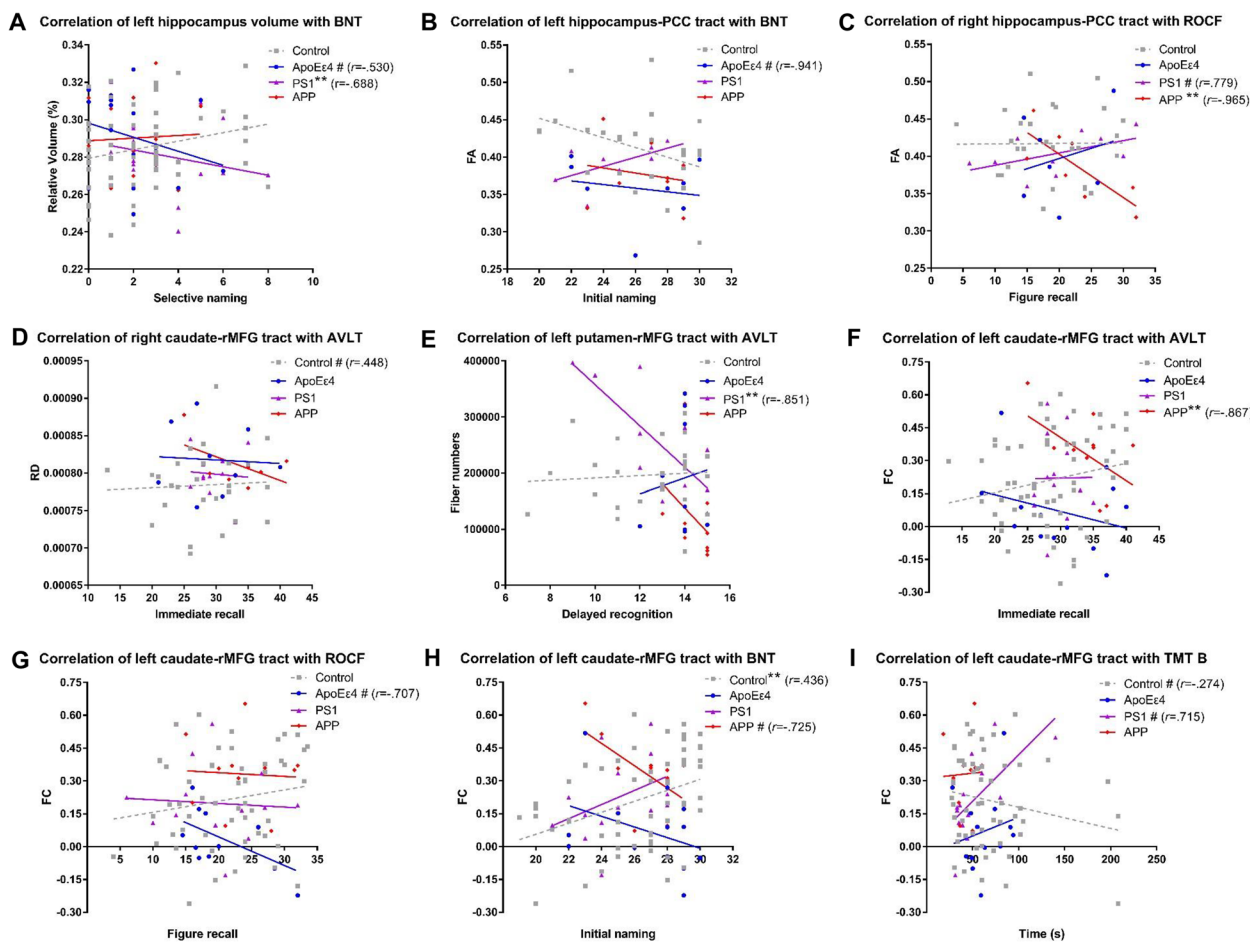 A Correlation of left hippocampus volume with BNT
0.34
0.32
0.30
0.28
0.26
0.24
0.22
Relative Volume (%)
0 2 4 6 8 10
Selective naming
Control
ApoEε4 # (r=-.530)
PS1** (r=-.688)
APP
B Correlation of left hippocampus-PCC tract with BNT
0.55
0.50
0.45
0.40
0.35
0.30
0.25
FA
18 20 22 24 26 28 30 32
Initial naming
Control
ApoEε4 # (r=-.941)
PS1
APP
C Correlation of right hippocampus-PCC tract with ROCF
0.55
0.50
0.45
0.40
0.35
0.30
0.25
FA
0 5 10 15 20 25 30 35
Figure recall
Control
ApoEε4
PS1 # (r=.779)
APP ** (r=-.965)
D Correlation of right caudate-rMFG tract with AVLT
0.00095
0.00090
0.00085
0.00080
0.00075
0.00070
0.00065
RD
10 15 20 25 30 35 40 45
Immediate recall
Control # (r=.448)
ApoEε4
PS1
APP
E Correlation of left putamen-rMFG tract with AVLT
400000
300000
200000
100000
0
Fiber numbers
6 8 10 12 14 16
Delayed recognition
Control
ApoEε4
PS1** (r=-.851)
APP
F Correlation of left caudate-rMFG tract with AVLT
0.75
0.60
0.45
0.30
0.15
0.00
-0.15
-0.30
FC
15 20 25 30 35 40 45
Immediate recall
Control
ApoEε4
PS1
APP** (r=-.867)
G Correlation of left caudate-rMFG tract with ROCF
0.75
0.60
0.45
0.30
0.15
0.00
-0.15
-0.30
FC
5 15 25 35
Figure recall
Control
ApoEε4 # (r=-.707)
PS1
APP
H Correlation of left caudate-rMFG tract with BNT
0.75
0.60
0.45
0.30
0.15
0.00
-0.15
-0.30
FC
20 22 24 26 28 30 32
Initial naming
Control** (r=.436)
ApoEε4
PS1
APP # (r=-.725)
I Correlation of left caudate-rMFG tract with TMT B
0.75
0.60
0.45
0.30
0.15
0.00
-0.15
-0.30
FC
50 100 150 200 250
Time (s)
Control # (r=-.274)
ApoEε4
PS1 # (r=.715)
APP